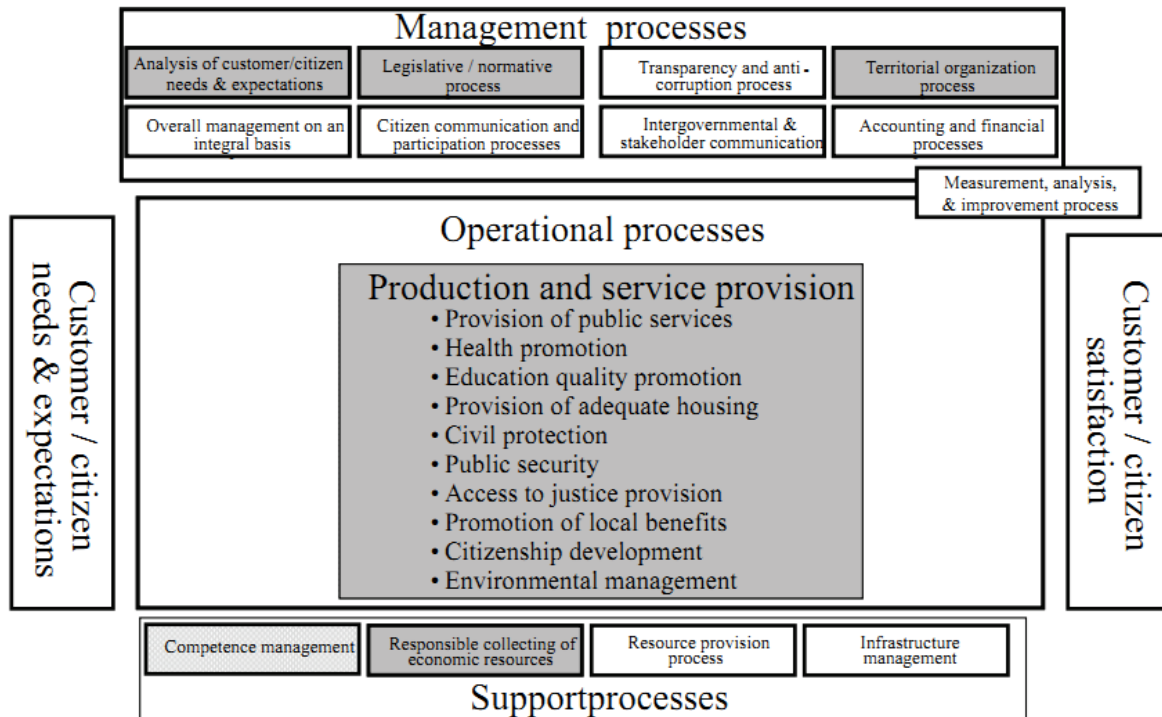 Management processes
Analysis of customer/citizen
needs & expectations
Legislative / normative
process
Transparency and anti-
corruption process
Territorial organization
process
Overall management on an
integral basis
Citizen communication and
participation processes
Intergovernmental &
stakeholder communication
Accounting and financial
processes
Measurement, analysis,
& improvement process
Customer / citizen
needs & expectations
Operational processes
Production and service provision
• Provision of public services
• Health promotion
• Education quality promotion
• Provision of adequate housing
• Civil protection
• Public security
• Access to justice provision
• Promotion of local benefits
• Citizenship development
• Environmental management
Customer / citizen
satisfaction
Competence management
Responsible collecting of
economic resources
Resource provision
process
Infrastructure
management
Supportprocesses